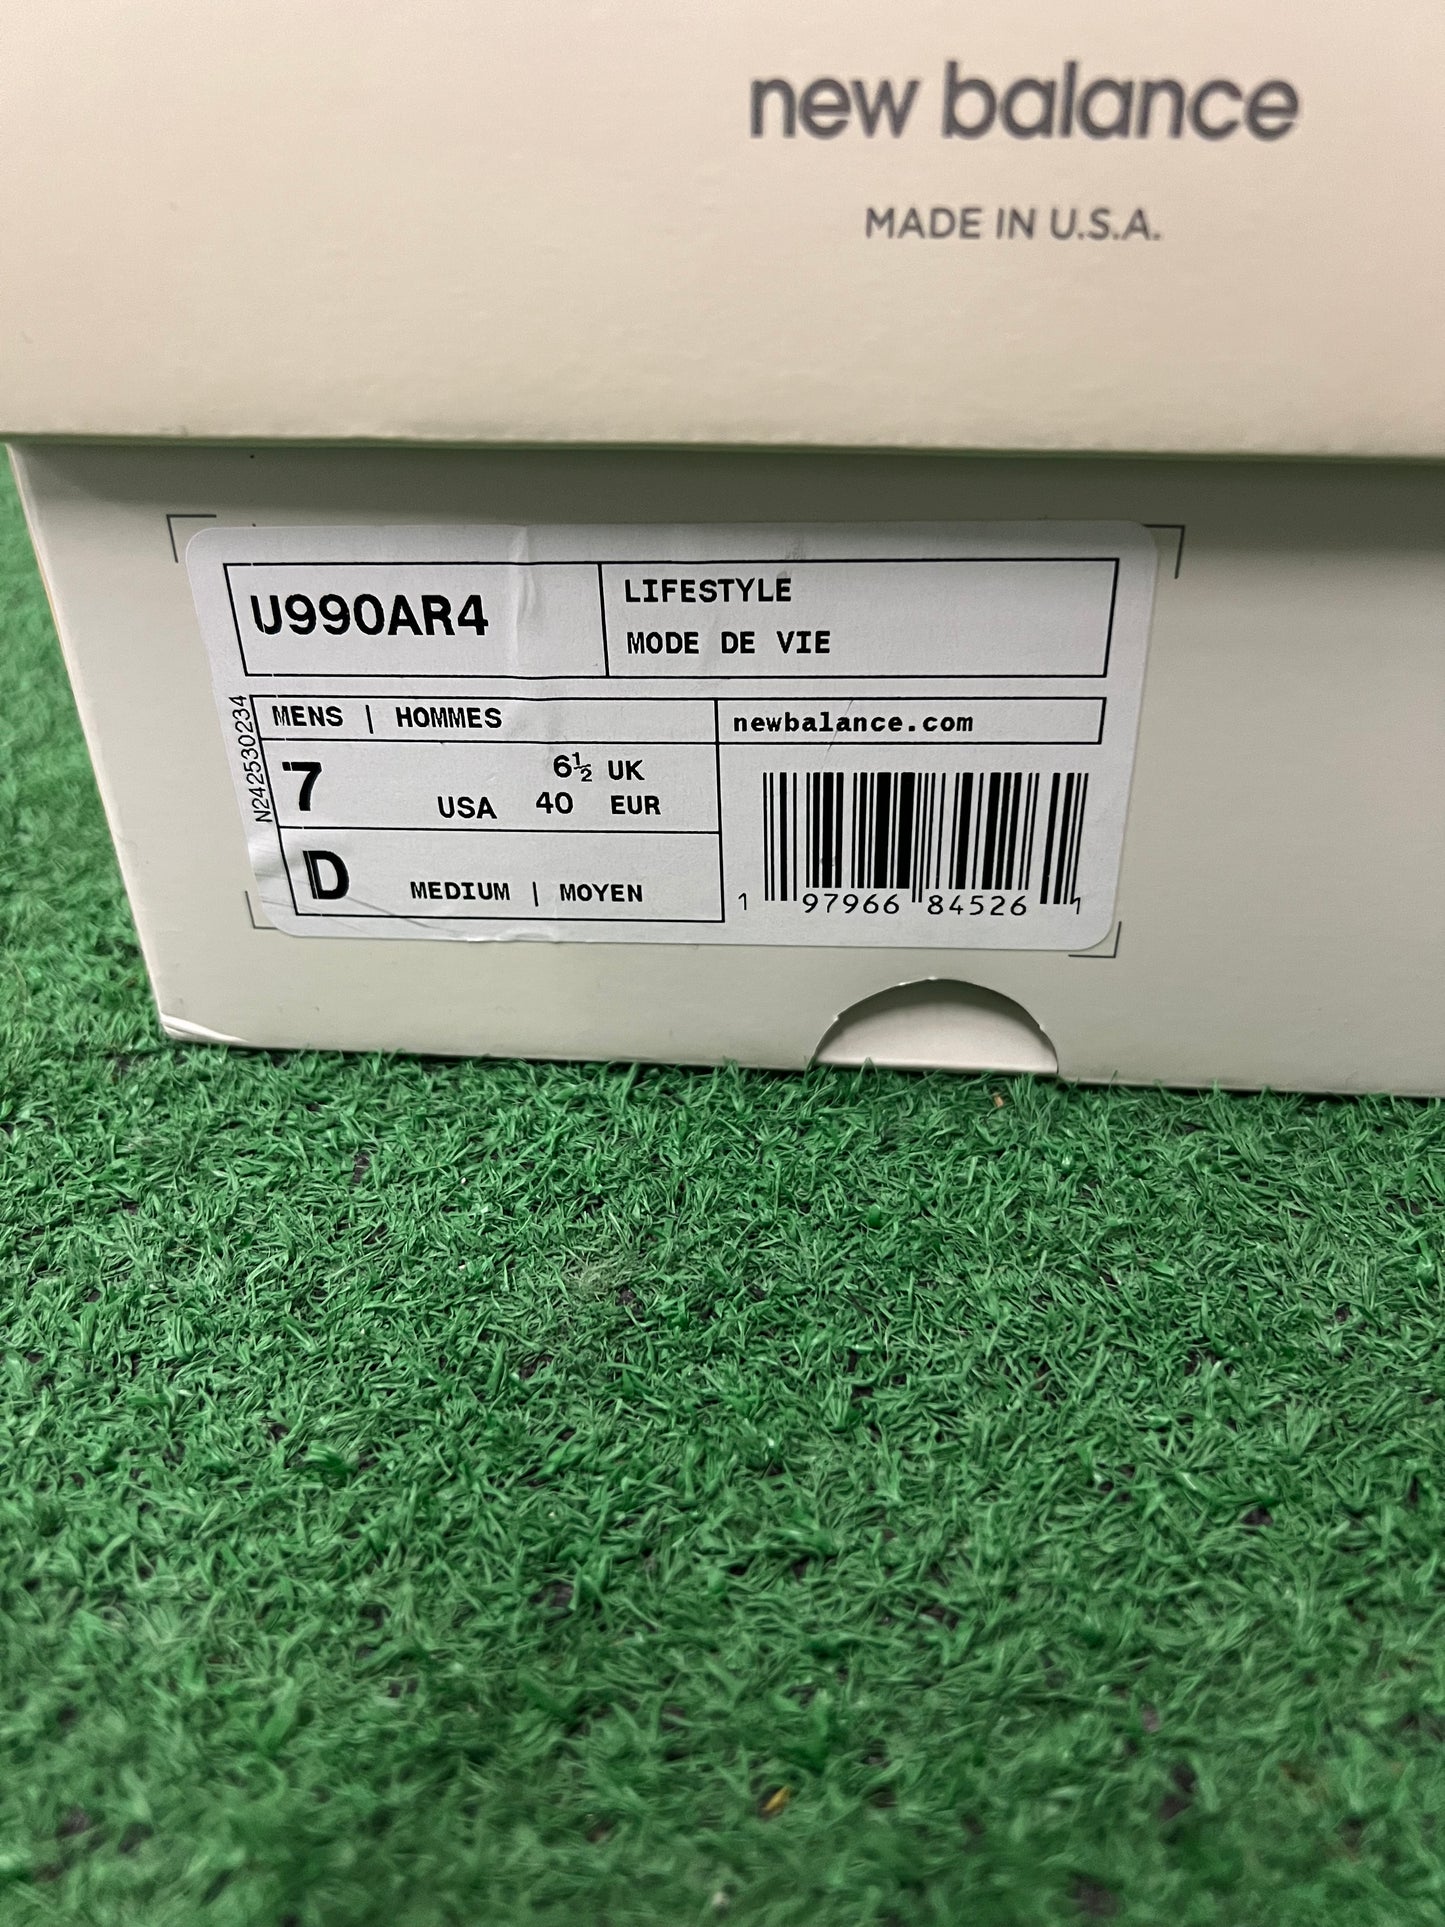 new balance
MADE IN U.S.A.
U990AR4
LIFESTYLE
MODE DE VIE
N242530234
MENS | HOMMES
newbalance.com
7 USA
6½ UK
40 EUR
D MEDIUM | MOYEN
1 97966 84526 1